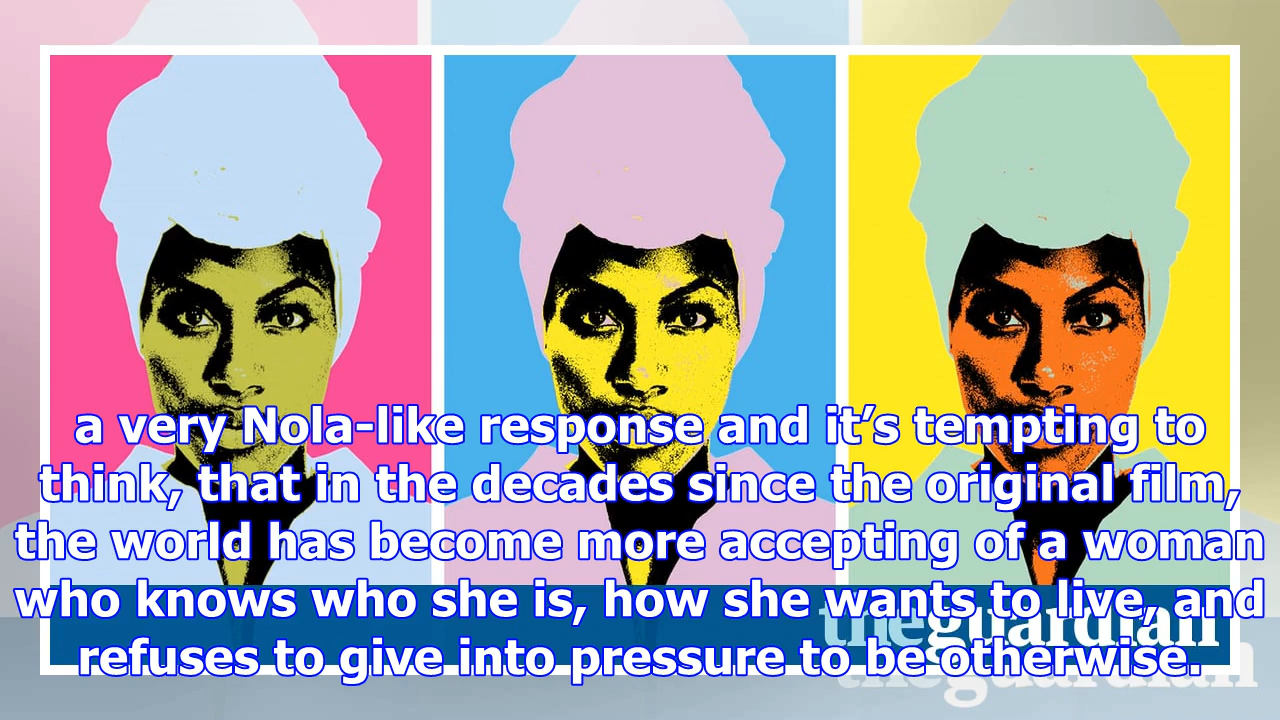 a very Nola-like response and it’s tempting to
think, that in the decades since the original film,
the world has become more accepting of a woman
who knows who she is, how she wants to live, and
refuses to give into pressure to be otherwise.
theguardian
theguardian